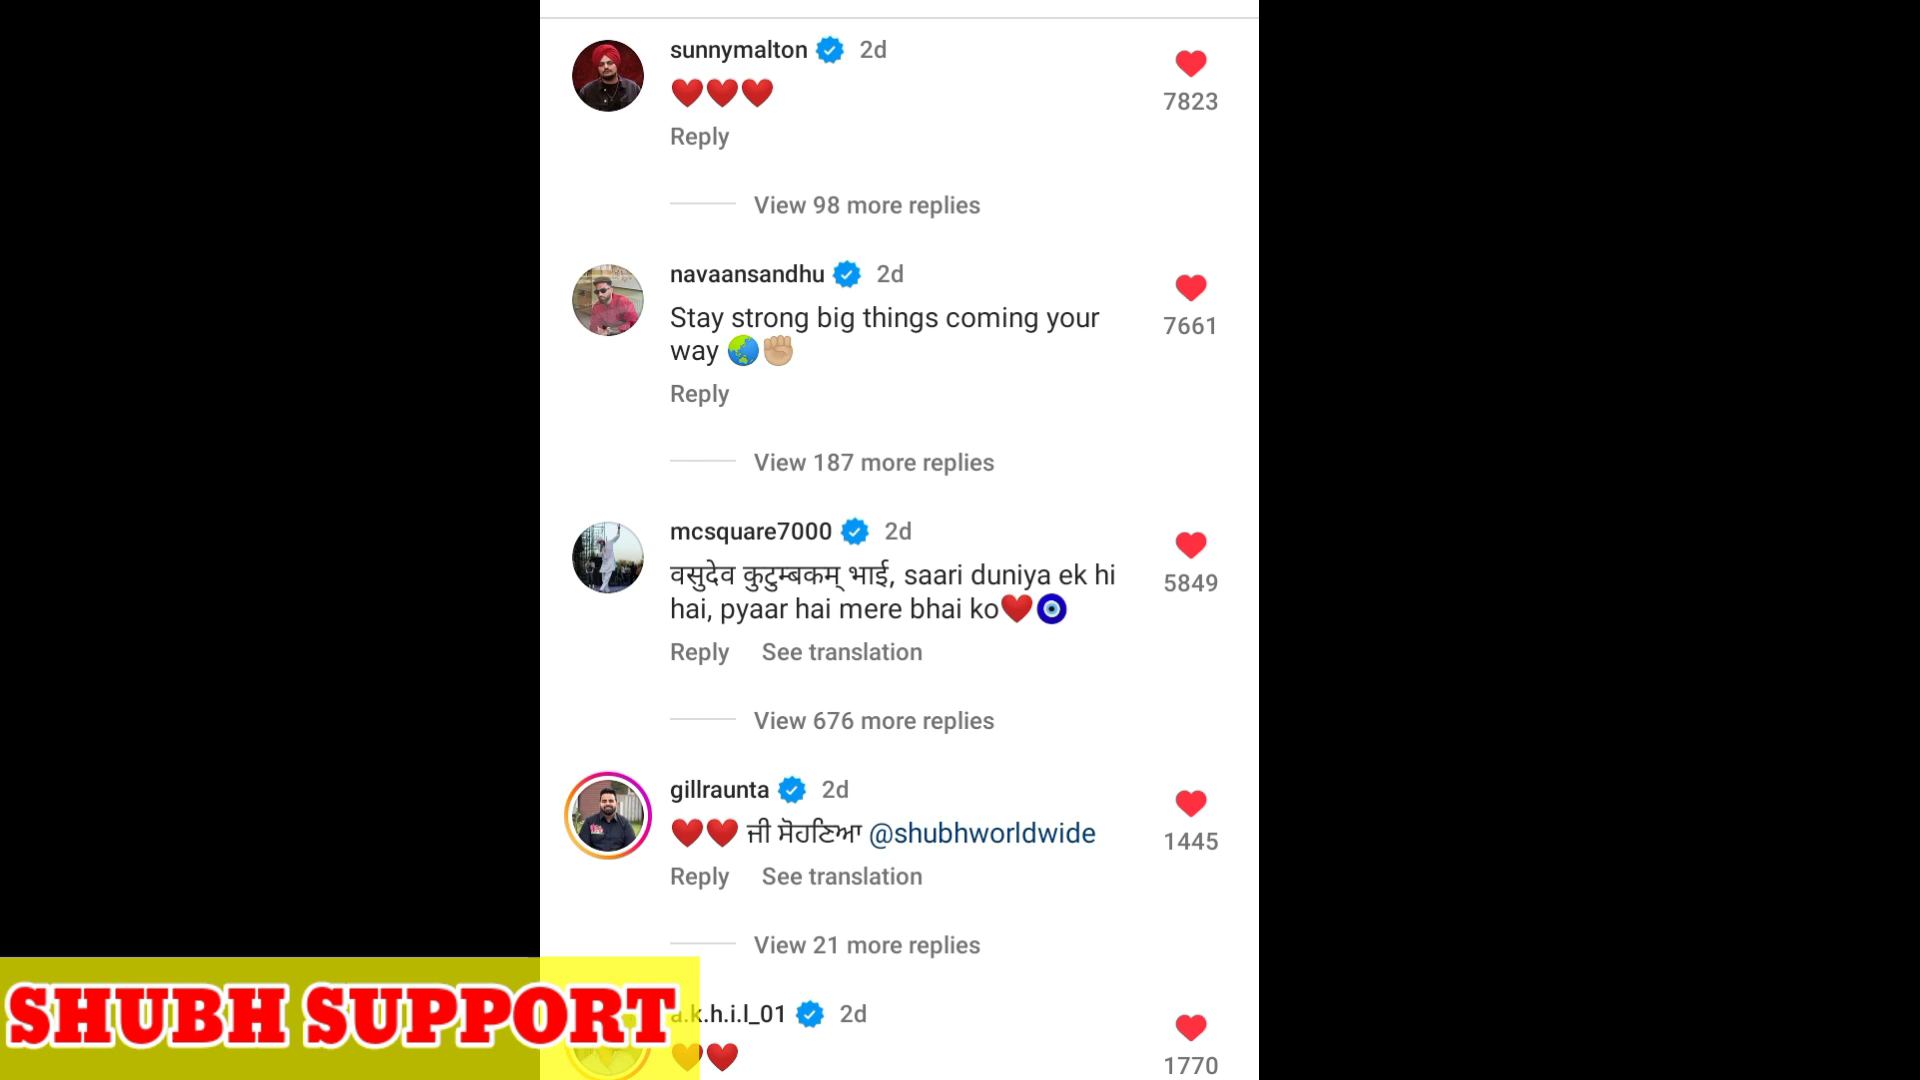 sunnymalton 2d
❤️❤️❤️
7823
Reply
View 98 more replies
navaansandhu 2d
Stay strong big things coming your
way 🌏✊🏼
7661
Reply
View 187 more replies
mcsquare7000 2d
वसुदेव कुटुम्बकम् भाई, saari duniya ek hi
hai, pyaar hai mere bhai ko❤️🧿
5849
Reply See translation
View 676 more replies
gillraunta 2d
❤️❤️ ਜੀ ਸੋਹਣਿਆ @shubhworldwide
1445
Reply See translation
View 21 more replies
a.k.h.i.l_01 2d
❤️❤️
1770
SHUBH SUPPORT